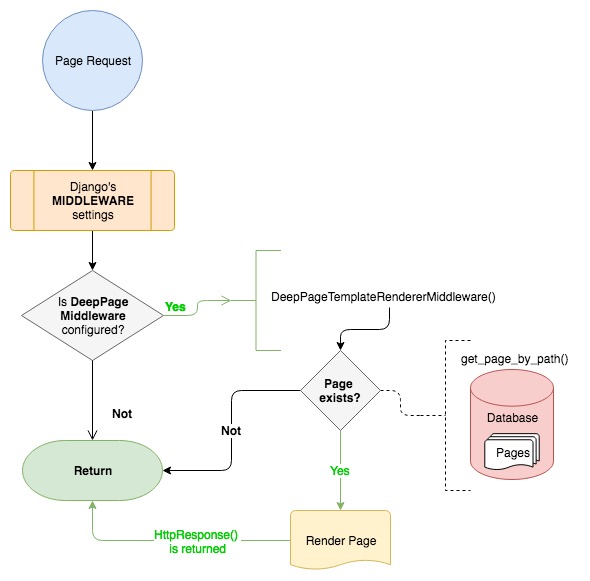 Page Request
Django's
MIDDLEWARE
settings
Is DeepPage
Middleware
configured?
Yes
DeepPageTemplateRendererMiddleware()
Page
exists?
get_page_by_path()
Database
Pages
Not
Not
Return
Yes
HttpResponse()
is returned
Render Page